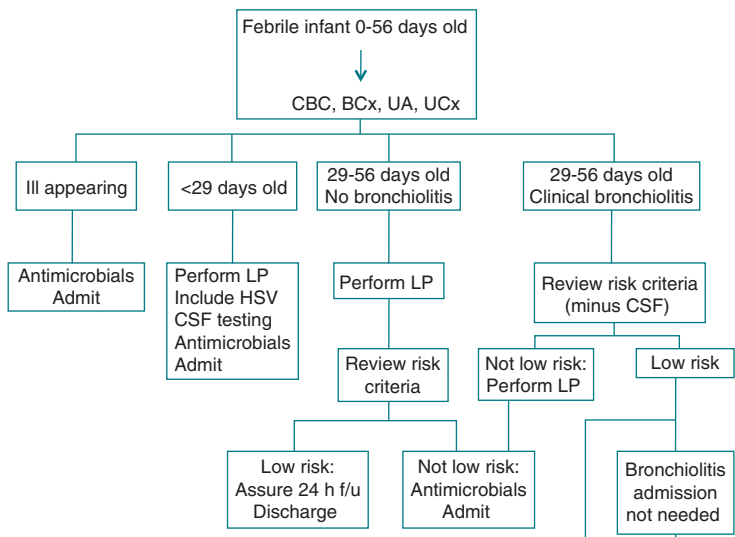 Febrile infant 0-56 days old
CBC, BCx, UA, UCx
Ill appearing
<29 days old
29-56 days old
No bronchiolitis
29-56 days old
Clinical bronchiolitis
Antimicrobials
Admit
Perform LP
Include HSV
CSF testing
Antimicrobials
Admit
Perform LP
Review risk criteria
(minus CSF)
Review risk
criteria
Not low risk:
Perform LP
Low risk
Low risk:
Assure 24 h f/u
Discharge
Not low risk:
Antimicrobials
Admit
Bronchiolitis
admission
not needed